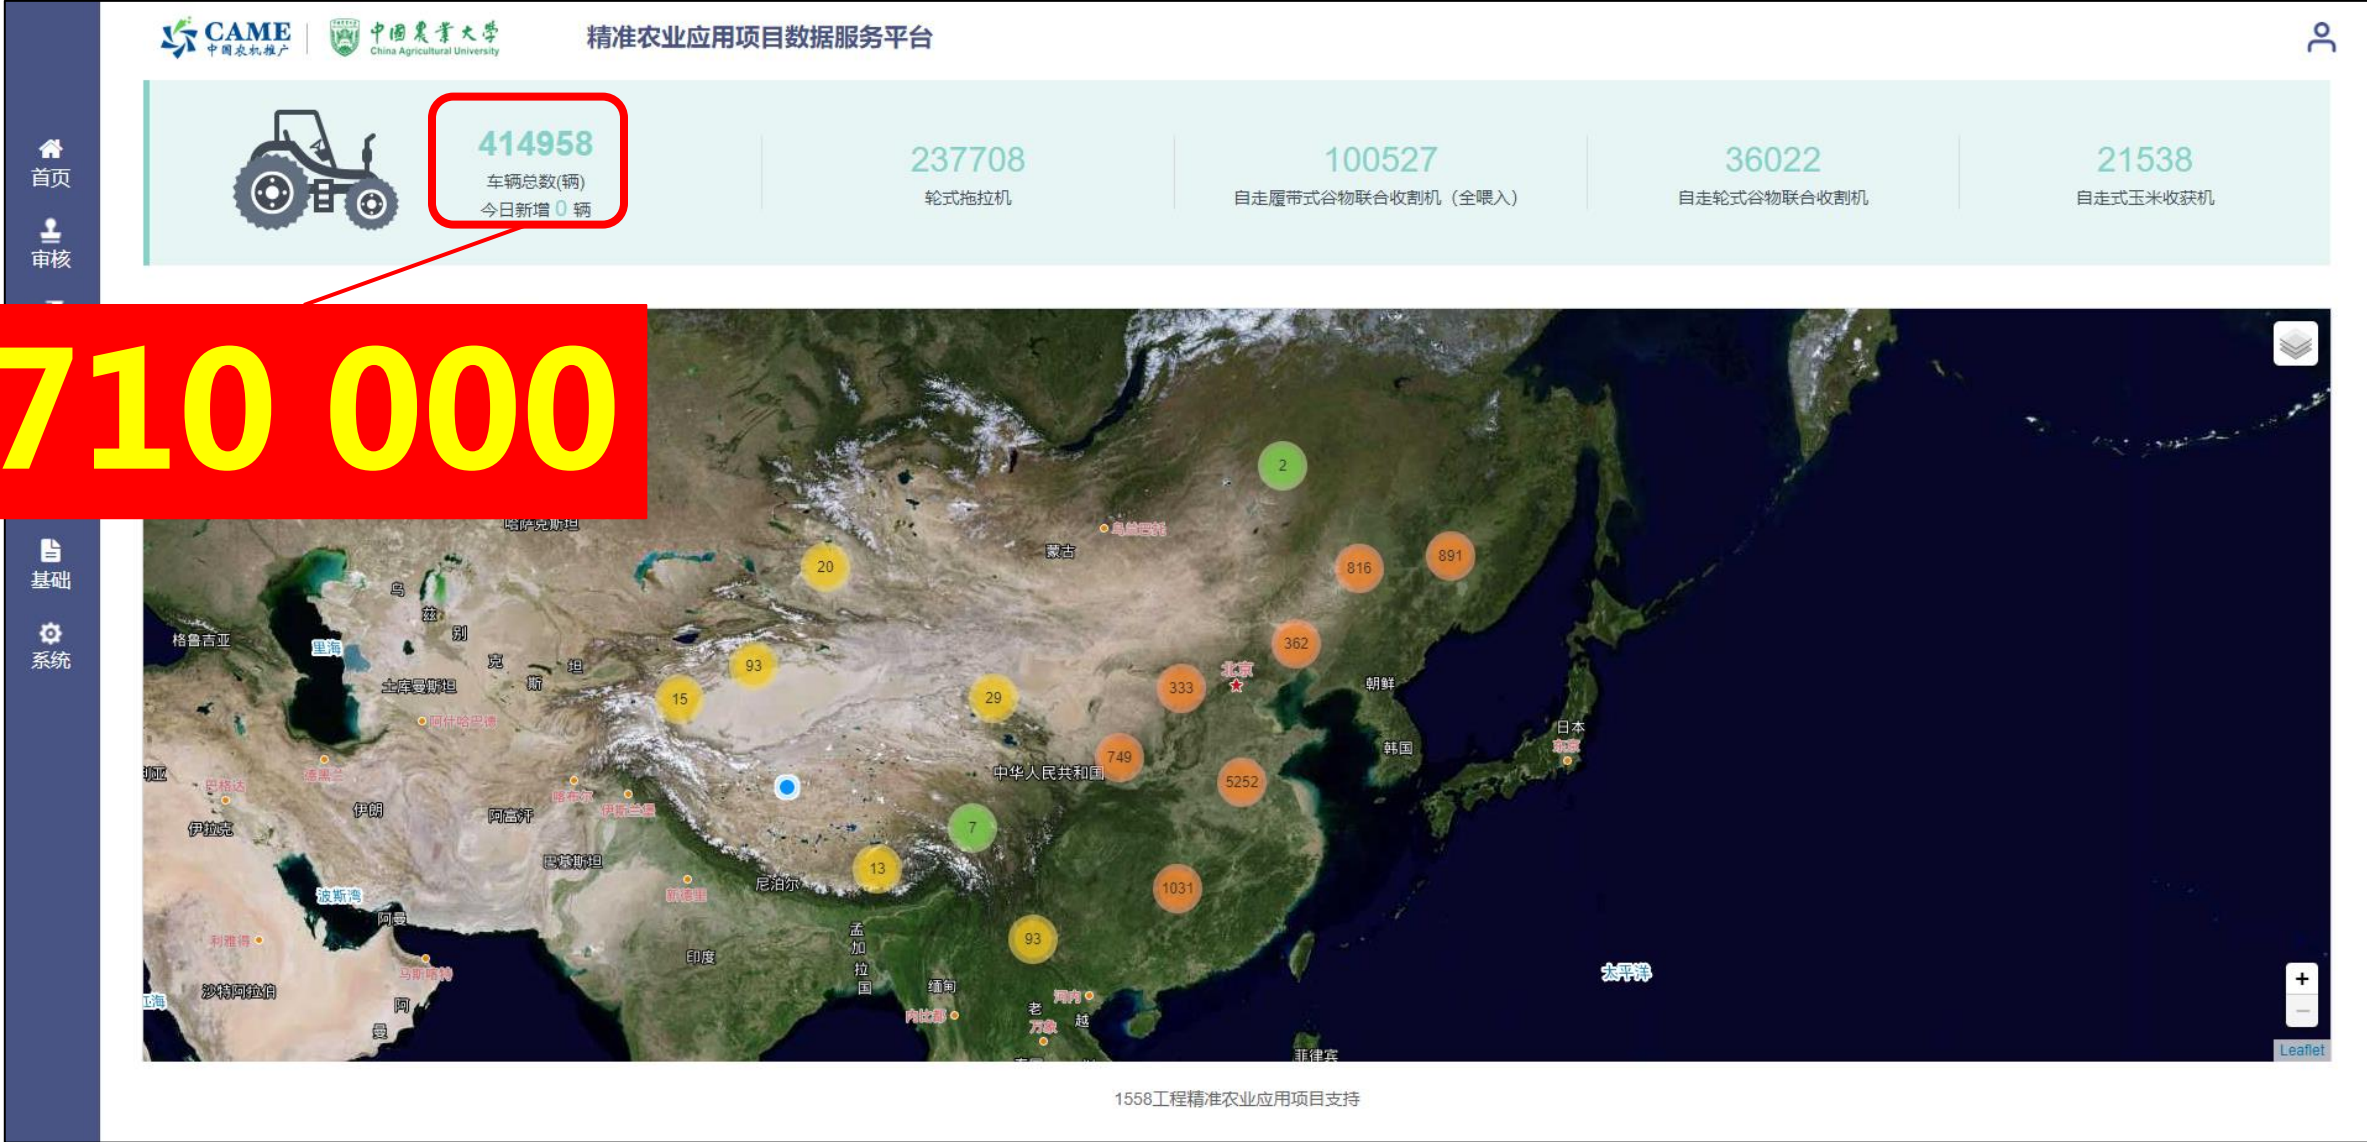 CAME
中国农机推广
中国农业大学
China Agricultural University
精准农业应用项目数据服务平台
首页
审核
基础
系统
414958
车辆总数(辆)
今日新增 0 辆
237708
轮式拖拉机
100527
自走履带式谷物联合收割机（全喂入）
36022
自走轮式谷物联合收割机
21538
自走式玉米收获机
710 000
哈萨克斯坦
2
乌兰巴托
蒙古
20
816
891
乌
兹
别
克
斯
坦
格鲁吉亚
里海
362
93
北京
土库曼斯坦
15
29
333
朝鲜
阿什哈巴德
日本
东京
韩国
749
中华人民共和国
5252
德黑兰
巴格达
喀布尔
伊斯兰堡
伊朗
阿富汗
伊拉克
7
巴基斯坦
13
尼泊尔
新德里
1031
波斯湾
阿曼
孟
加
拉
国
93
利雅得
印度
马斯喀特
太平洋
沙特阿拉伯
缅甸
河内
红海
阿
曼
内比都
老
万象
越
菲律宾
+
−
Leaflet
1558工程精准农业应用项目支持